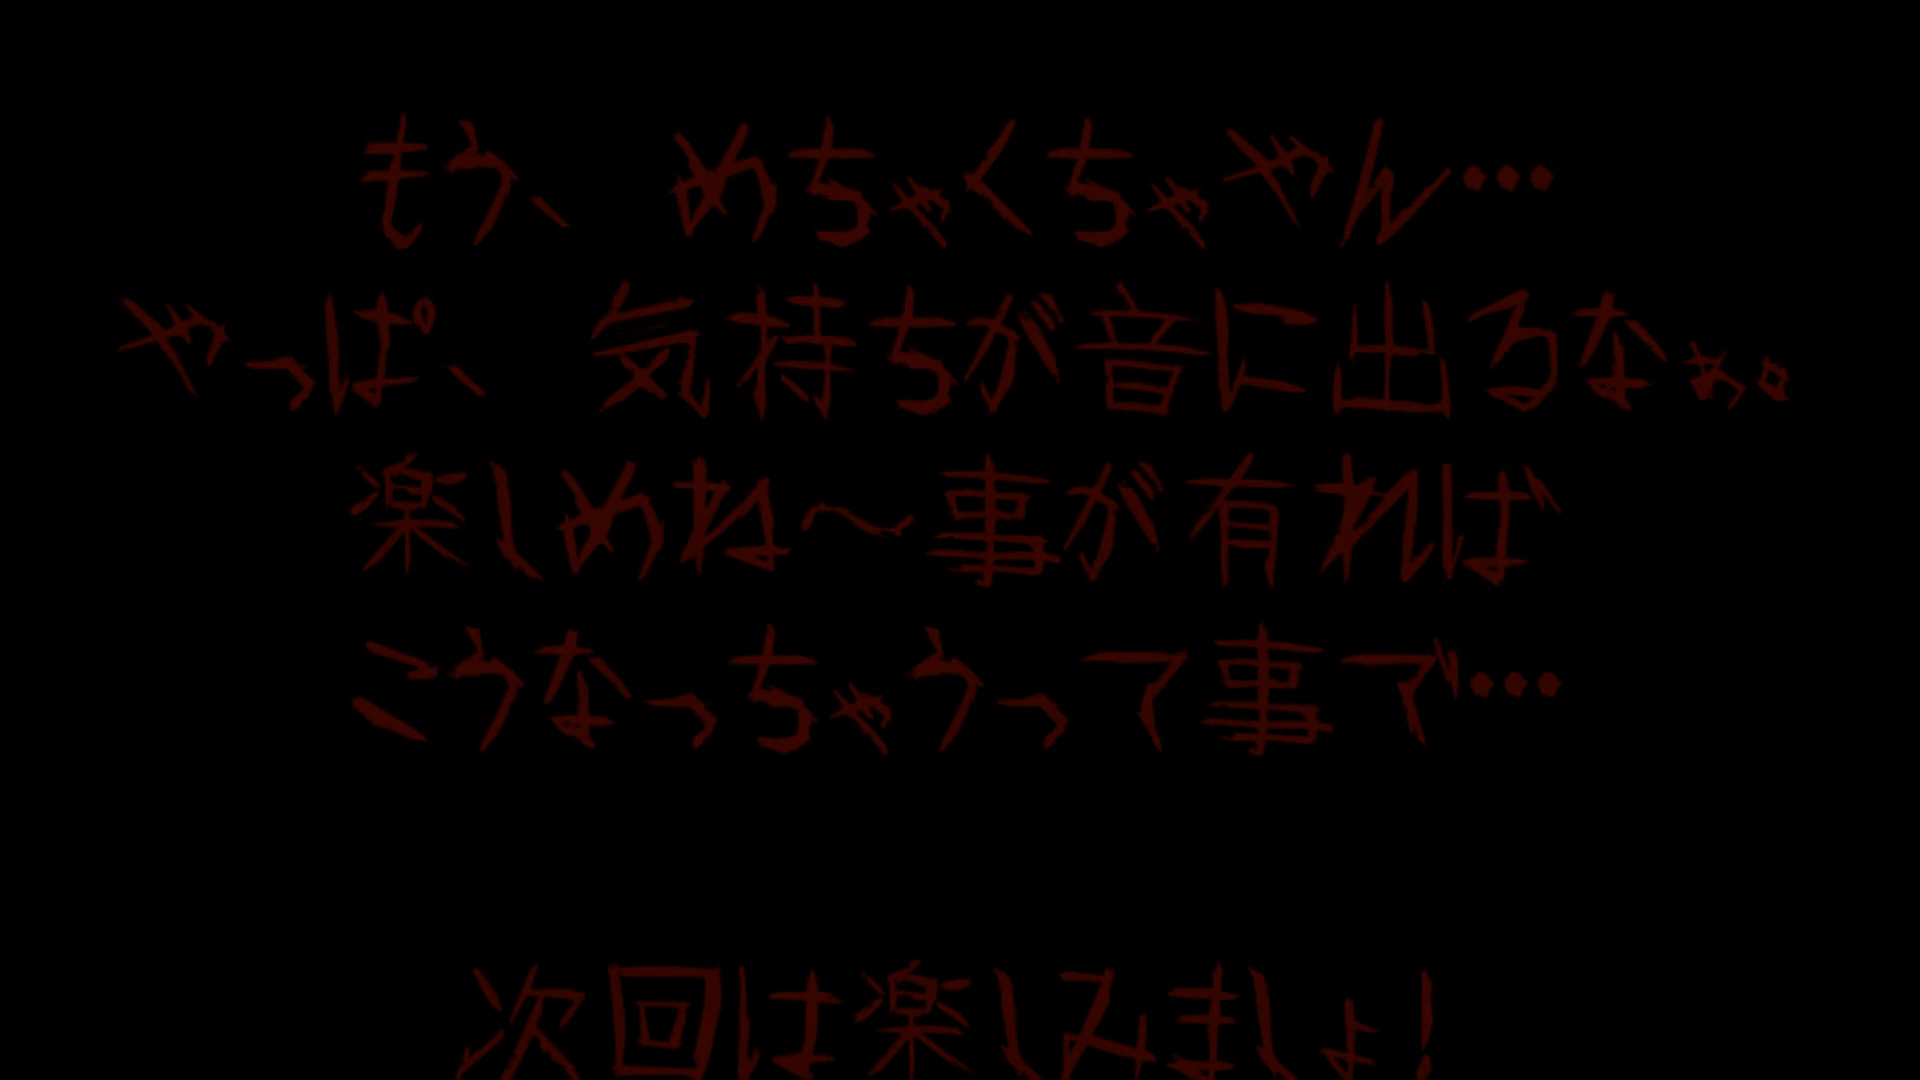 もう、めちゃくちゃやん…
やっぱ、気持ちが音に出るなぁ。
楽しめね〜事が有れば
こうなっちゃうって事で…
次回は楽しみましょ!